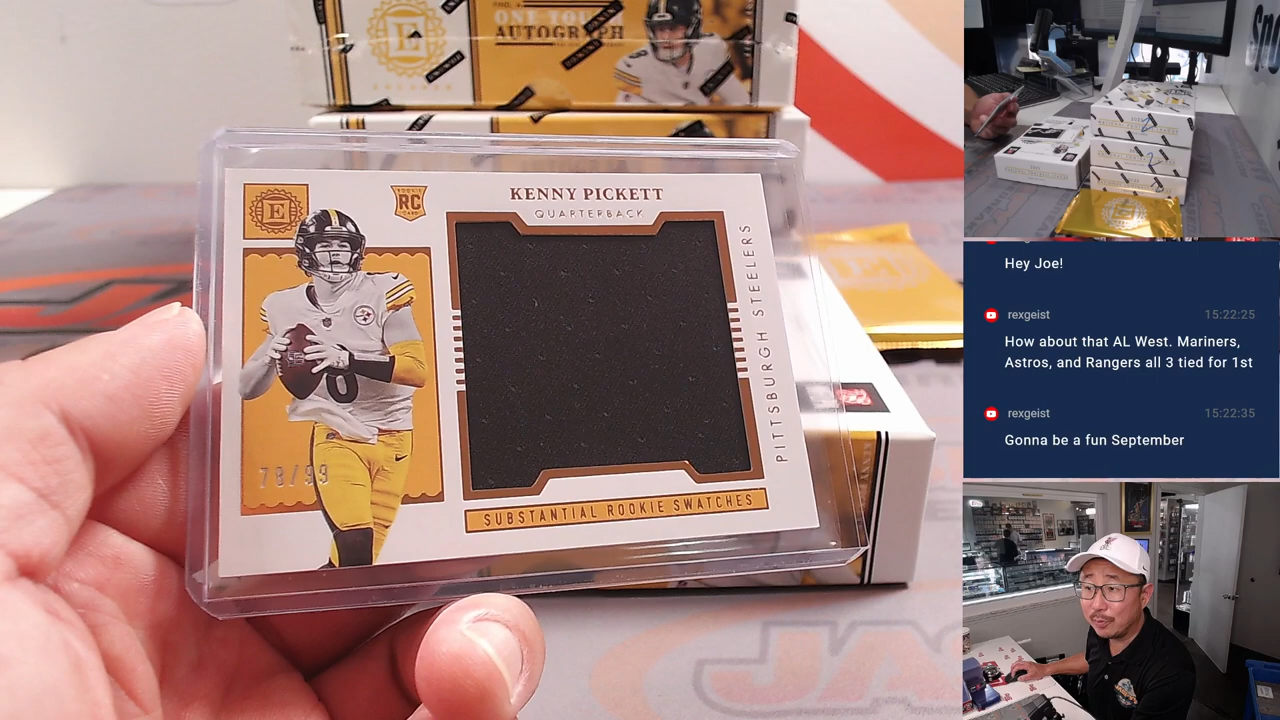 ONE TOUCH
AUTOGRAPH
E
E
ROOKIE
RC
CARD
KENNY PICKETT
QUARTERBACK
PITTSBURGH STEELERS
78/99
SUBSTANTIAL ROOKIE SWATCHES
Hey Joe!
rexgeist 15:22:25
How about that AL West. Mariners,
Astros, and Rangers all 3 tied for 1st
rexgeist 15:22:35
Gonna be a fun September